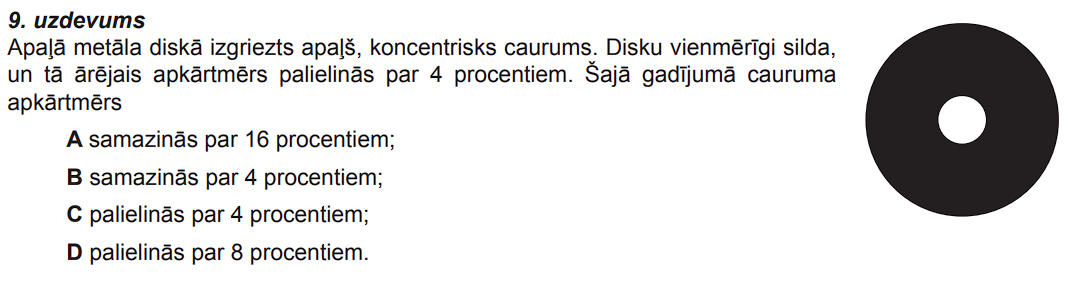 9. uzdevums
Apaļā metāla diskā izgriezts apaļš, koncentrisks caurums. Disku vienmērīgi silda,
un tā ārējais apkārtmērs palielinās par 4 procentiem. Šajā gadījumā cauruma
apkārtmērs
A samazinās par 16 procentiem;
B samazinās par 4 procentiem;
C palielinās par 4 procentiem;
D palielinās par 8 procentiem.